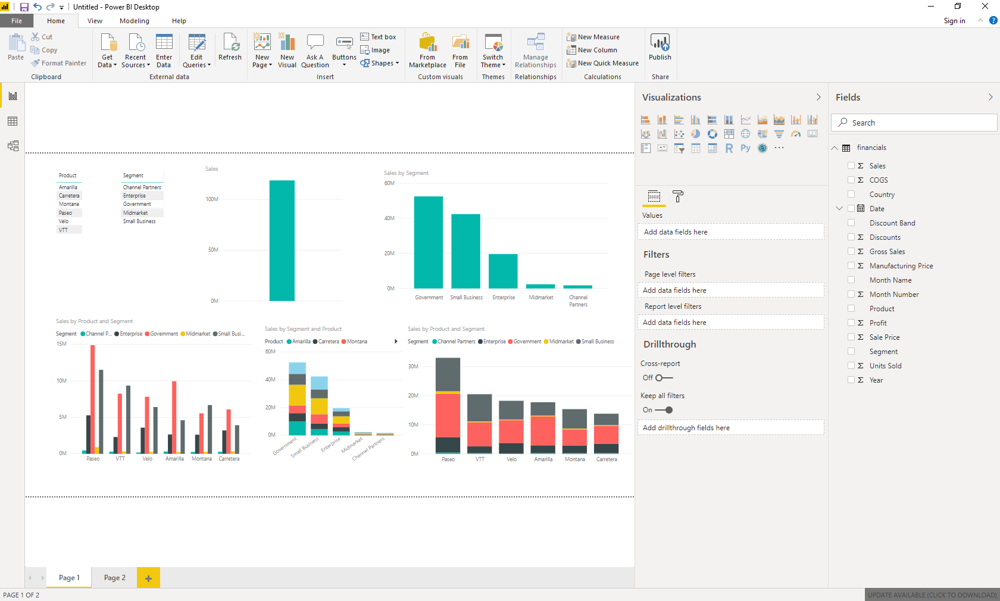 Untitled - Power BI Desktop
File Home View Modeling Help Sign in
Paste Cut Copy Format Painter
Clipboard
Get Data Recent Sources Enter Data Edit Queries Refresh
External data
New Page New Visual Ask A Question Buttons Text box Image Shapes
Insert
From Marketplace From File
Custom visuals
Switch Theme
Themes
Manage Relationships
Relationships
New Measure
New Column
New Quick Measure
Calculations
Publish
Share
Product
Amarilla
Carretera
Montana
Paseo
Velo
VTT
Segment
Channel Partners
Enterprise
Government
Midmarket
Small Business
Sales
100M
50M
0M
Sales by Segment
60M
40M
20M
0M
Government Small Business Enterprise Midmarket Channel Partners
Sales by Product and Segment
Segment Channel P... Enterprise Government Midmarket Small Busi...
15M
10M
5M
0M
Paseo VTT Velo Amarilla Montana Carretera
Sales by Segment and Product
Product Amarilla Carretera Montana
60M
40M
20M
0M
Government Small Business Enterprise Midmarket Channel Partners
Sales by Product and Segment
Segment Channel Partners Enterprise Government Midmarket Small Business
30M
20M
10M
0M
Paseo VTT Velo Amarilla Montana Carretera
Visualizations
R Py
Values
Add data fields here
Filters
Page level filters
Add data fields here
Report level filters
Add data fields here
Drillthrough
Cross-report
Off
Keep all filters
On
Add drillthrough fields here
Fields
Search
financials
Sales
COGS
Country
Date
Discount Band
Discounts
Gross Sales
Manufacturing Price
Month Name
Month Number
Product
Profit
Sale Price
Segment
Units Sold
Year
Page 1 Page 2 +
PAGE 1 OF 2
UPDATE AVAILABLE (CLICK TO DOWNLOAD)